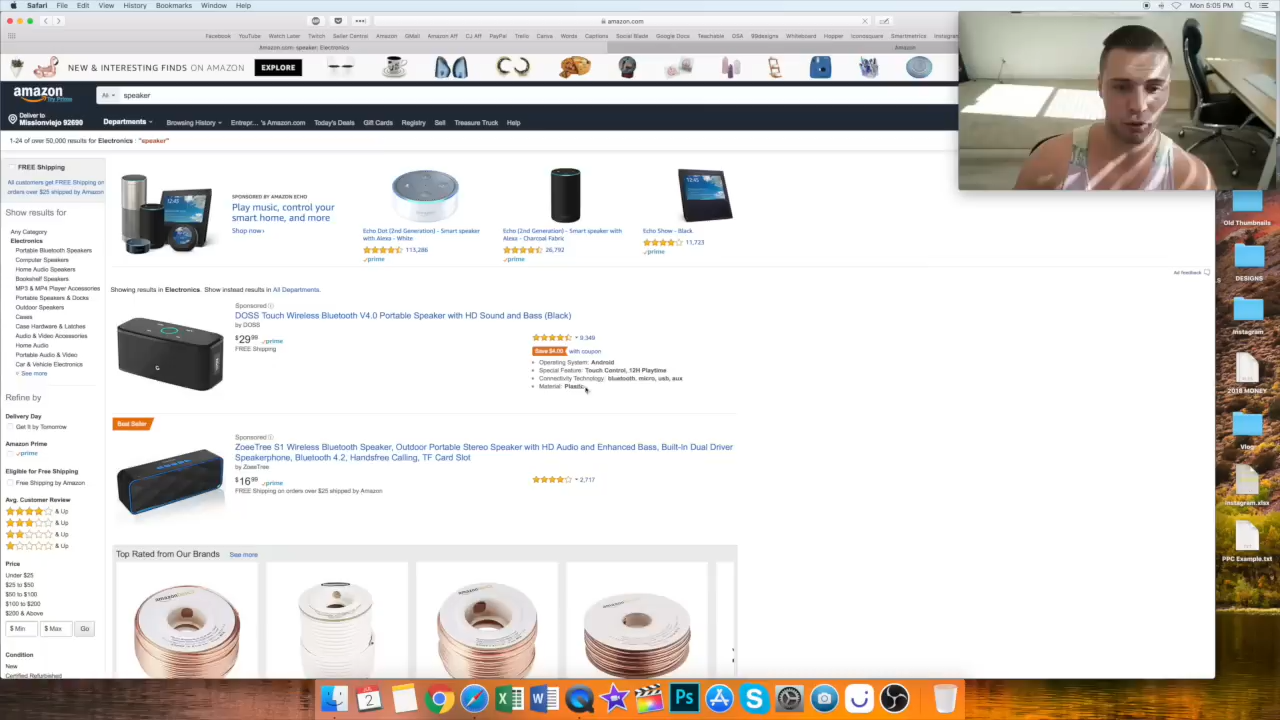 Safari File Edit View History Bookmarks Window Help
Mon 5:05 PM
amazon.com
Facebook YouTube Watch Later Twitch Seller Central Amazon GMail Amazon Aff CJ Aff PayPal Trello Canva Words Captions Social Blade Google Docs Teachable OSA 99designs Whiteboard Hopper Iconosquare Smartmetrics Instagram
Amazon.com: speaker: Electronics
Amazon
NEW & INTERESTING FINDS ON AMAZON EXPLORE
amazon
Try Prime
All speaker
Deliver to
Missionviejo 92690
Departments Browsing History Entrepr... 's Amazon.com Today's Deals Gift Cards Registry Sell Treasure Truck Help
1-24 of over 50,000 results for Electronics : "speaker"
FREE Shipping
All customers get FREE Shipping on
orders over $25 shipped by Amazon
Show results for
Any Category
Electronics
Portable Bluetooth Speakers
Computer Speakers
Home Audio Speakers
Bookshelf Speakers
MP3 & MP4 Player Accessories
Portable Speakers & Docks
Outdoor Speakers
Cases
Case Hardware & Latches
Audio & Video Accessories
Home Audio
Portable Audio & Video
Car & Vehicle Electronics
See more
Refine by
Delivery Day
Get It by Tomorrow
Amazon Prime
prime
Eligible for Free Shipping
Free Shipping by Amazon
Avg. Customer Review
& Up
& Up
& Up
& Up
Price
Under $25
$25 to $50
$50 to $100
$100 to $200
$200 & Above
$ Min $ Max Go
Condition
New
Certified Refurbished
SPONSORED BY AMAZON ECHO
Play music, control your
smart home, and more
Shop now ›
Echo Dot (2nd Generation) - Smart speaker
with Alexa - White
113,286
prime
Echo (2nd Generation) - Smart speaker with
Alexa - Charcoal Fabric
26,792
prime
Echo Show - Black
11,723
prime
Ad feedback
Showing results in Electronics. Show instead results in All Departments.
Sponsored
DOSS Touch Wireless Bluetooth V4.0 Portable Speaker with HD Sound and Bass (Black)
by DOSS
$29 99 prime
FREE Shipping
9,349
Save $4.00 with coupon
Operating System: Android
Special Feature: Touch Control, 12H Playtime
Connectivity Technology: bluetooth, micro, usb, aux
Material: Plastic
Best Seller
Sponsored
ZoeeTree S1 Wireless Bluetooth Speaker, Outdoor Portable Stereo Speaker with HD Audio and Enhanced Bass, Built-In Dual Driver
Speakerphone, Bluetooth 4.2, Handsfree Calling, TF Card Slot
by ZoeeTree
$16 99 prime
FREE Shipping on orders over $25 shipped by Amazon
2,717
Top Rated from Our Brands See more
Old Thumbnails
DESIGNS
Instagram
2018 MONEY
Vlog
Instagram.xlsx
PPC Example.txt
2
Ps